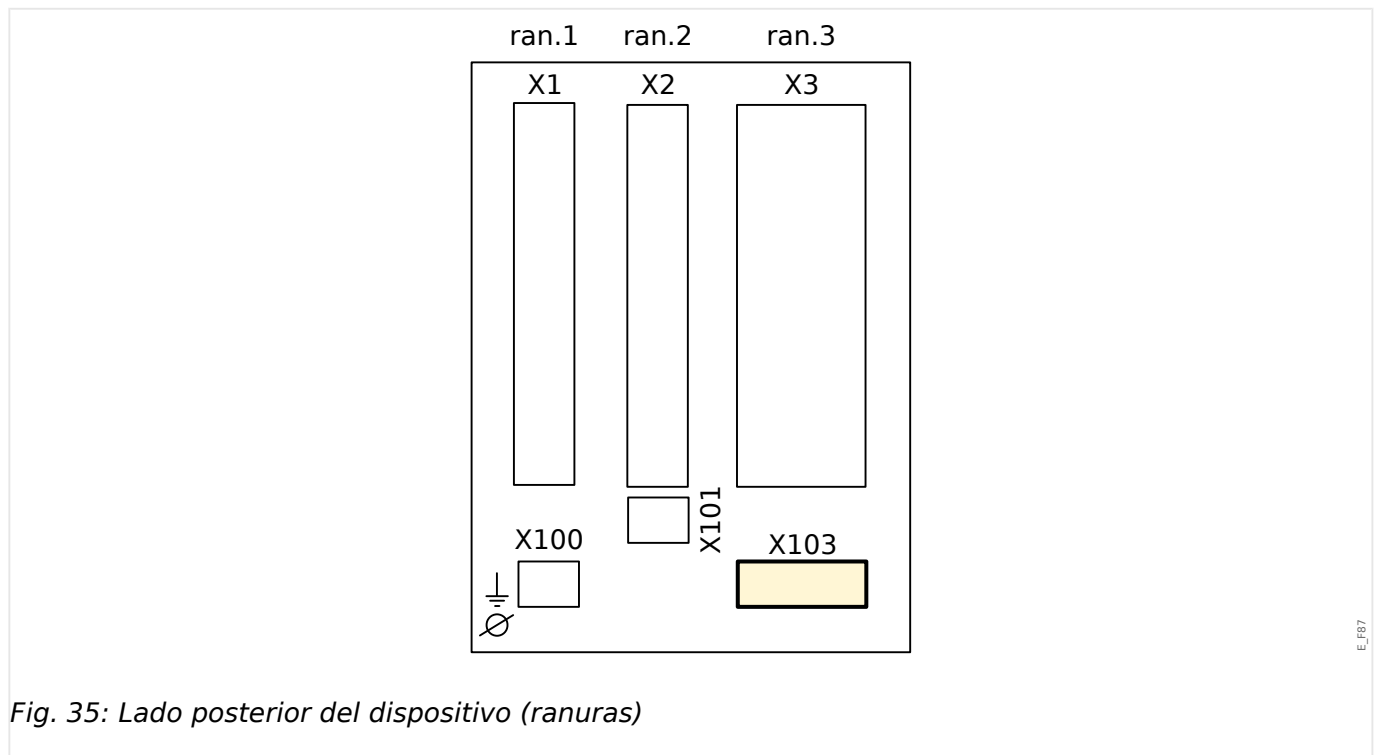 ran.1 ran.2 ran.3
X1 X2 X3
X101
X100 X103
E_F87
Fig. 35: Lado posterior del dispositivo (ranuras)